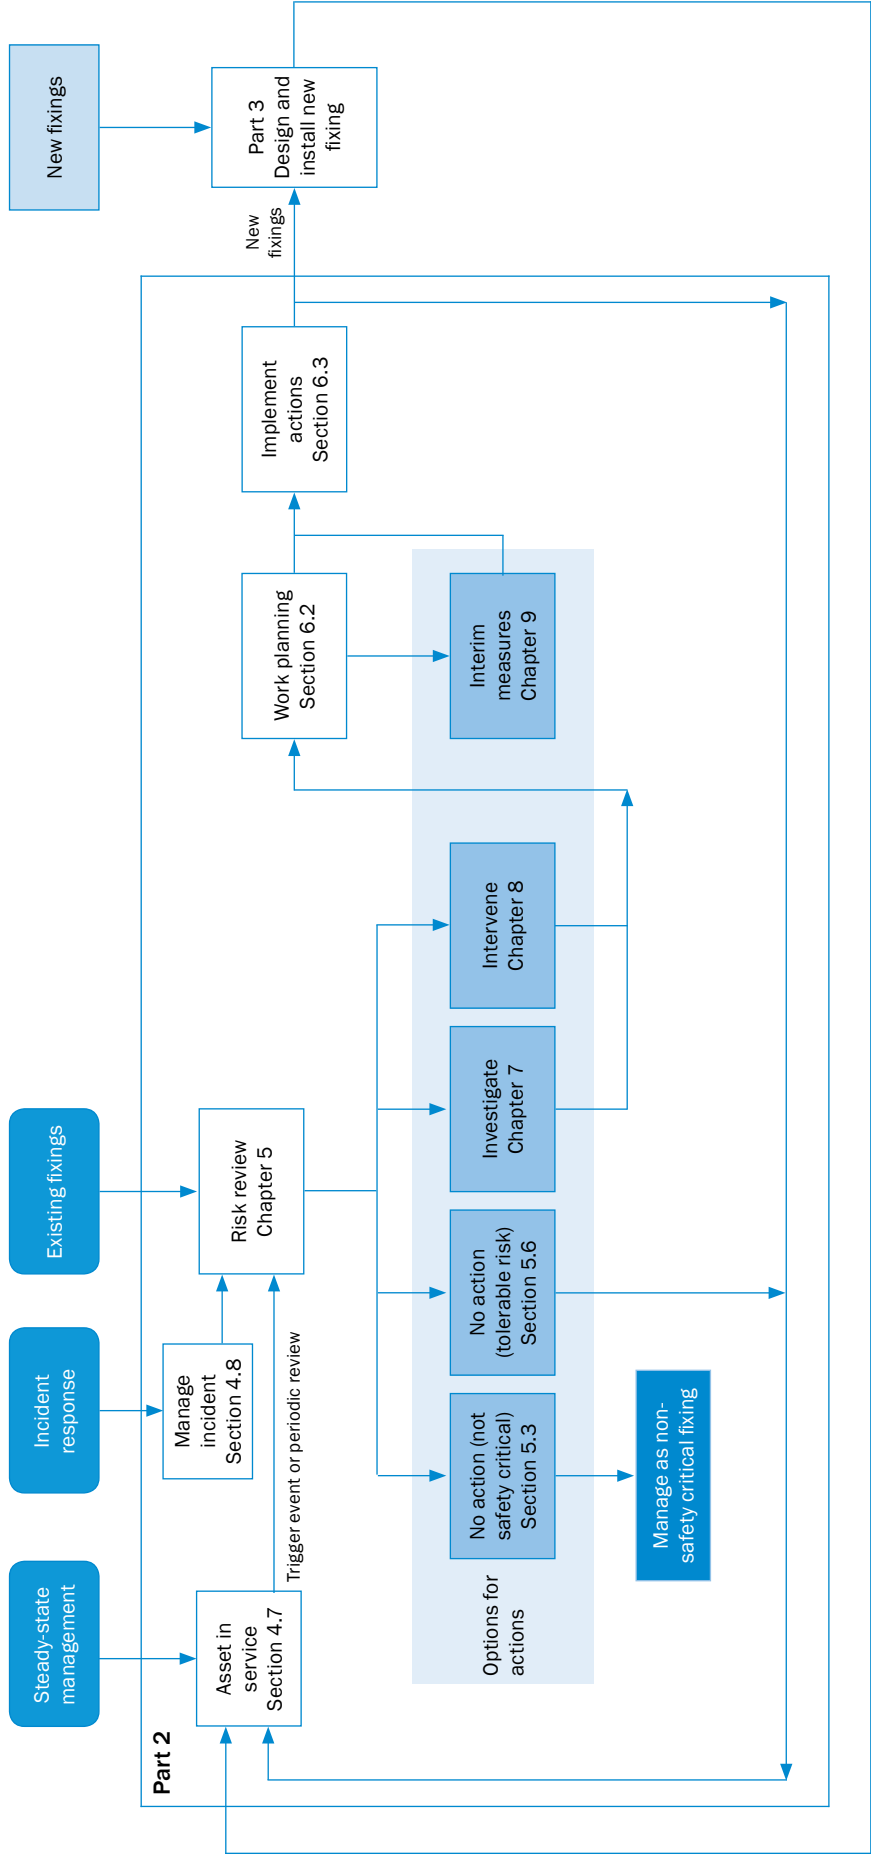 Steady-state
management
Incident
response
Existing fixings
New fixings
Part 2
Asset in
service
Section 4.7
Manage
incident
Section 4.8
Trigger event or periodic review
Risk review
Chapter 5
Work planning
Section 6.2
Implement
actions
Section 6.3
New
fixings
Part 3
Design and
install new
fixing
Options for
actions
No action (not
safety critical)
Section 5.3
No action
(tolerable risk)
Section 5.6
Investigate
Chapter 7
Intervene
Chapter 8
Interim
measures
Chapter 9
Manage as non-
safety critical fixing